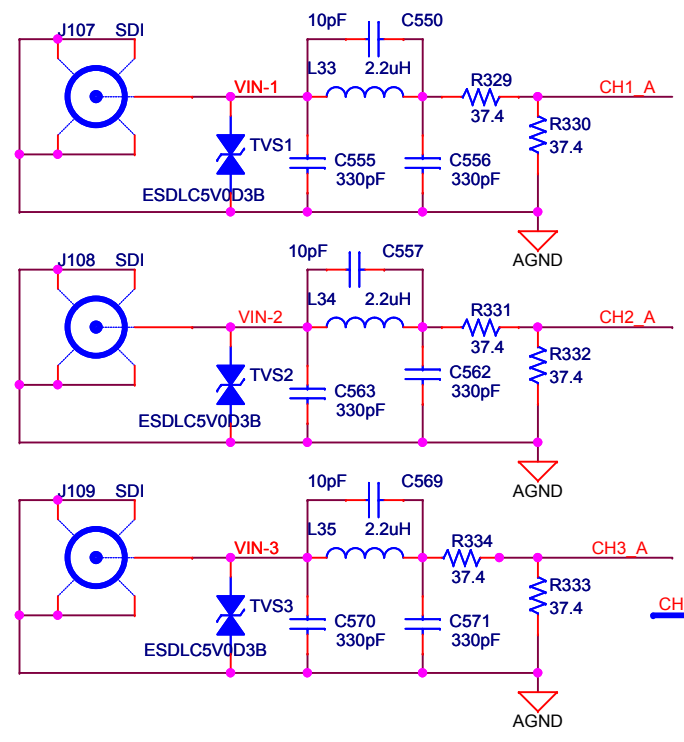 10pF C550
J107 SDI
L33 2.2uH
VIN-1
R329
37.4
CH1_A
TVS1
R330
37.4
C555
330pF
C556
330pF
ESDLC5V0D3B
AGND
10pF C557
J108 SDI
L34 2.2uH
VIN-2
R331
37.4
CH2_A
TVS2
R332
37.4
C563
330pF
C562
330pF
ESDLC5V0D3B
AGND
10pF C569
J109 SDI
L35 2.2uH
VIN-3
R334
37.4
CH3_A
TVS3
R333
37.4
CH
C570
330pF
C571
330pF
ESDLC5V0D3B
AGND